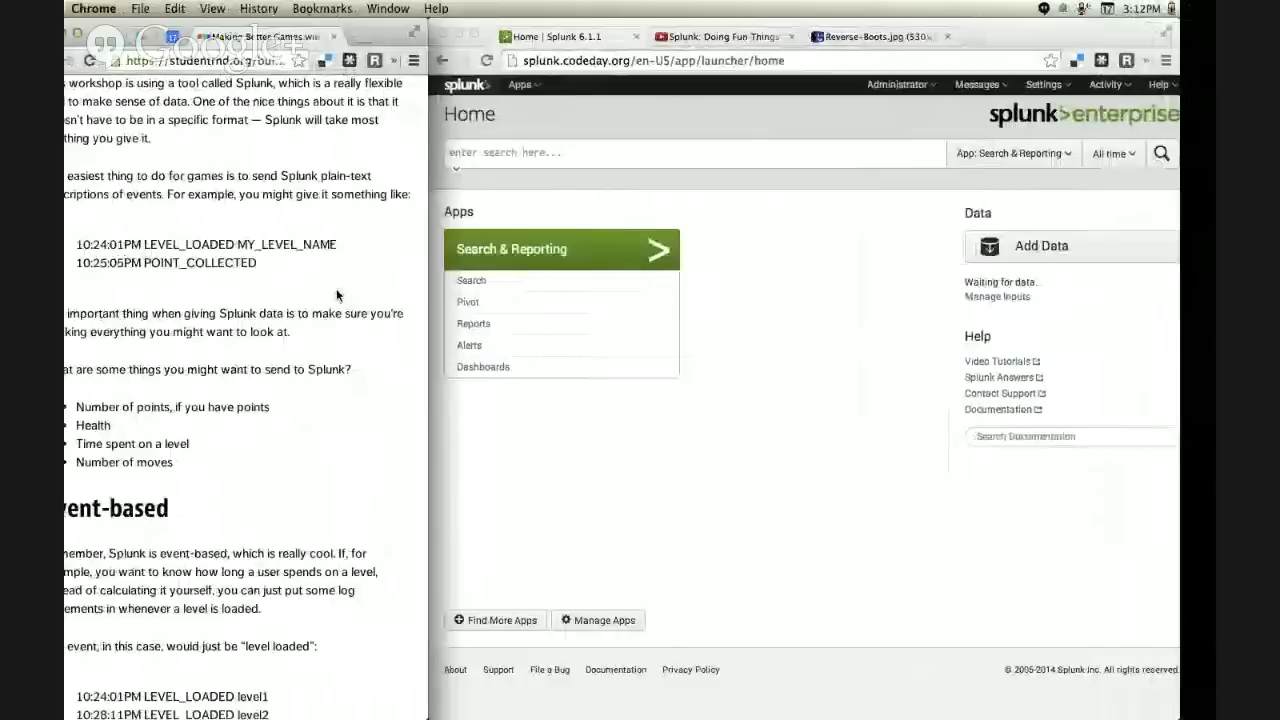 Chrome File Edit View History Bookmarks Window Help 3:12PM
Google+
Making Better Games wi
https://studentrnd.org/
s workshop is using a tool called Splunk, which is a really flexible
to make sense of data. One of the nice things about it is that it
sn't have to be in a specific format — Splunk will take most
thing you give it.
easiest thing to do for games is to send Splunk plain-text
criptions of events. For example, you might give it something like:
10:24:01PM LEVEL_LOADED MY_LEVEL_NAME
10:25:05PM POINT_COLLECTED
important thing when giving Splunk data is to make sure you're
king everything you might want to look at.
at are some things you might want to send to Splunk?
• Number of points, if you have points
• Health
• Time spent on a level
• Number of moves
vent-based
member, Splunk is event-based, which is really cool. If, for
mple, you want to know how long a user spends on a level,
ead of calculating it yourself, you can just put some log
ements in whenever a level is loaded.
event, in this case, would just be "level loaded":
10:24:01PM LEVEL_LOADED level1
10:28:11PM LEVEL_LOADED level2
Home | Splunk 6.1.1
Splunk: Doing Fun Things
Reverse-Boots.jpg (530×
splunk.codeday.org/en-US/app/launcher/home
splunk> Apps Administrator Messages Settings Activity Help
Home
splunk>enterprise
enter search here...
App: Search & Reporting
All time
Apps
Search & Reporting >
Search
Pivot
Reports
Alerts
Dashboards
Data
Add Data
Waiting for data...
Manage Inputs
Help
Video Tutorials
Splunk Answers
Contact Support
Documentation
Search Documentation
Find More Apps
Manage Apps
About Support File a Bug Documentation Privacy Policy
© 2005-2014 Splunk Inc. All rights reserved.